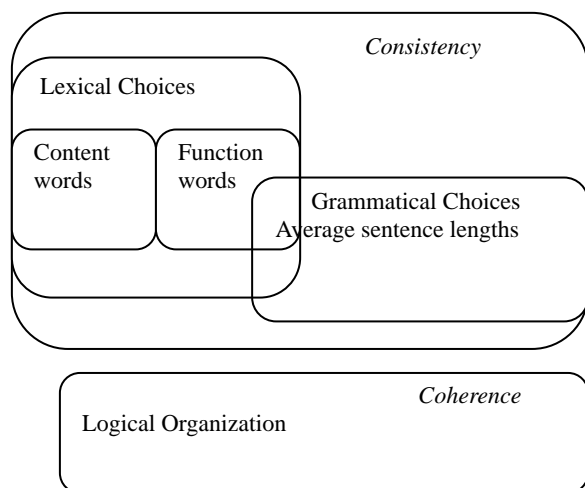 Consistency
Lexical Choices
Content
words
Function
words
Grammatical Choices
Average sentence lengths
Coherence
Logical Organization